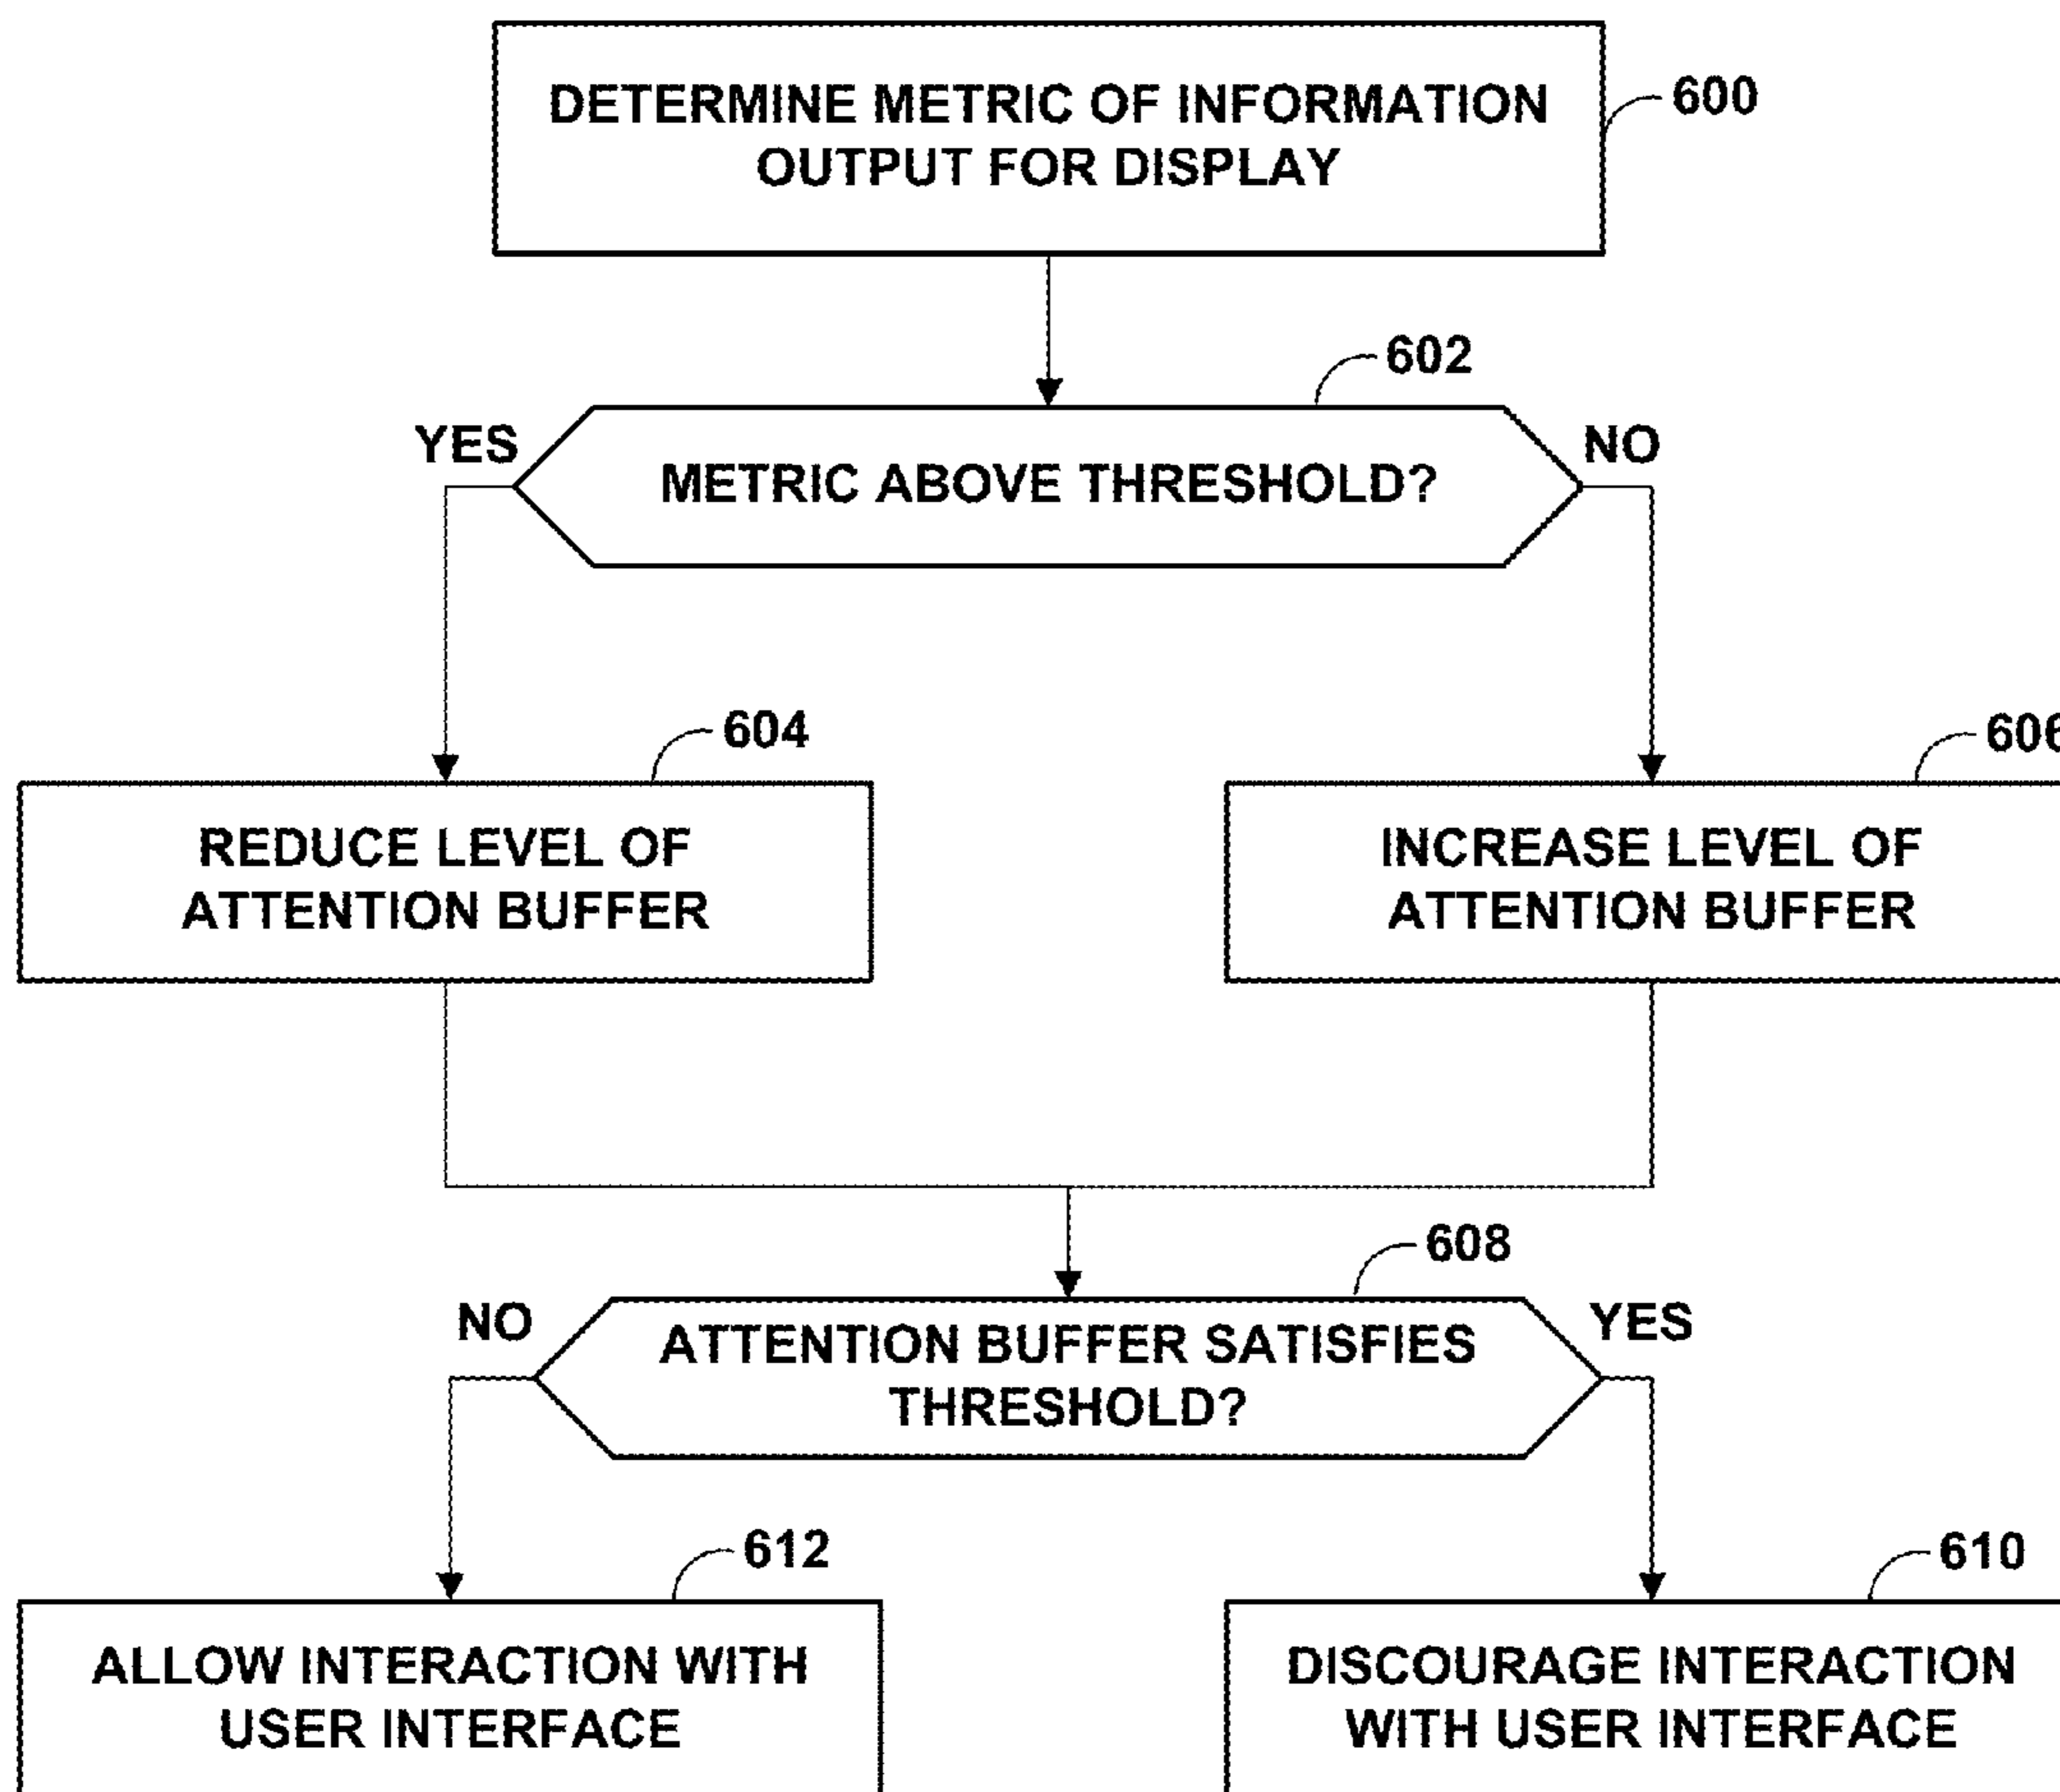 DETERMINE METRIC OF INFORMATION
OUTPUT FOR DISPLAY
600
602
YES
NO
METRIC ABOVE THRESHOLD?
604
606
REDUCE LEVEL OF
ATTENTION BUFFER
INCREASE LEVEL OF
ATTENTION BUFFER
608
NO
YES
ATTENTION BUFFER SATISFIES
THRESHOLD?
612
610
ALLOW INTERACTION WITH
USER INTERFACE
DISCOURAGE INTERACTION
WITH USER INTERFACE